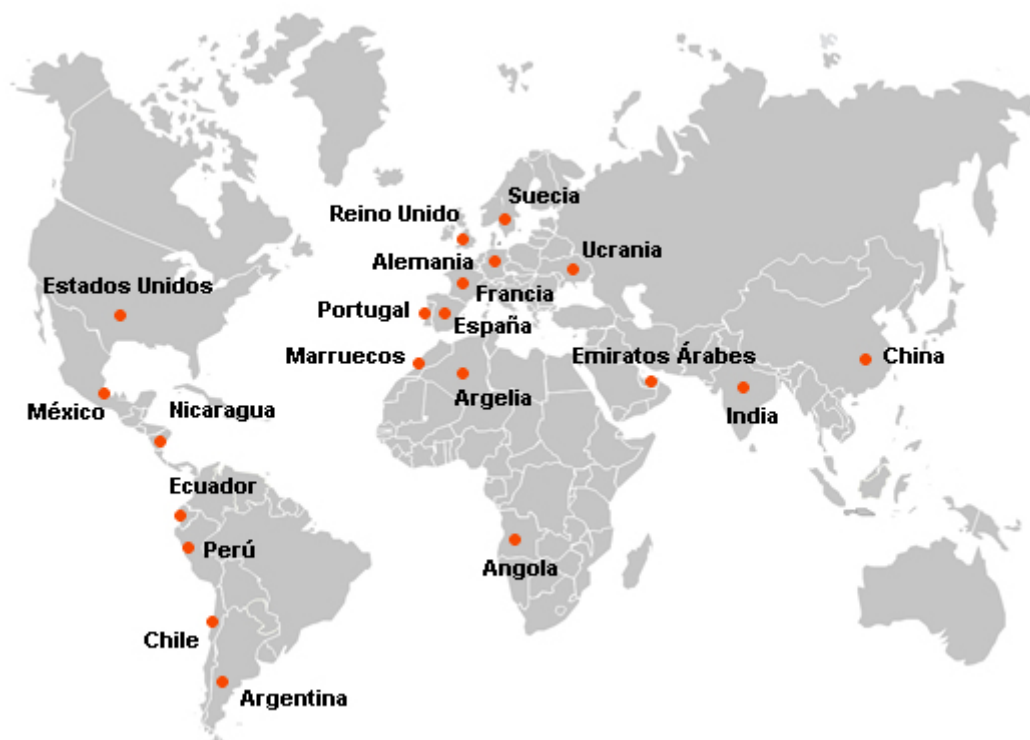 Suecia
Reino Unido
Ucrania
Alemania
Estados Unidos
Francia
Portugal
España
Marruecos
Emiratos Árabes
China
Argelia
México
Nicaragua
India
Ecuador
Perú
Angola
Chile
Argentina